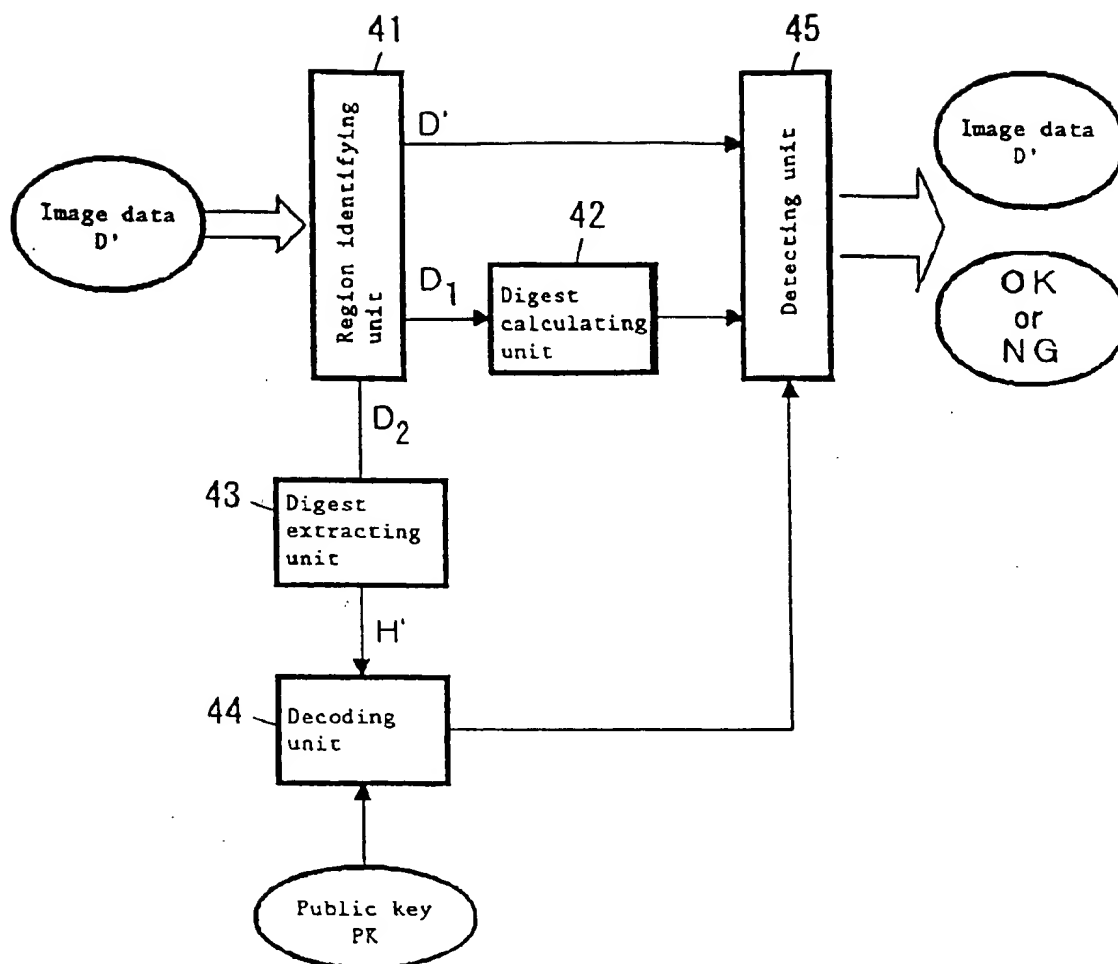 41
45
Region identifying
unit
D'
Detecting unit
Image data
D'
Image data
D'
42
D1
Digest
calculating
unit
OK
or
NG
D2
43
Digest
extracting
unit
H'
44
Decoding
unit
Public key
PK